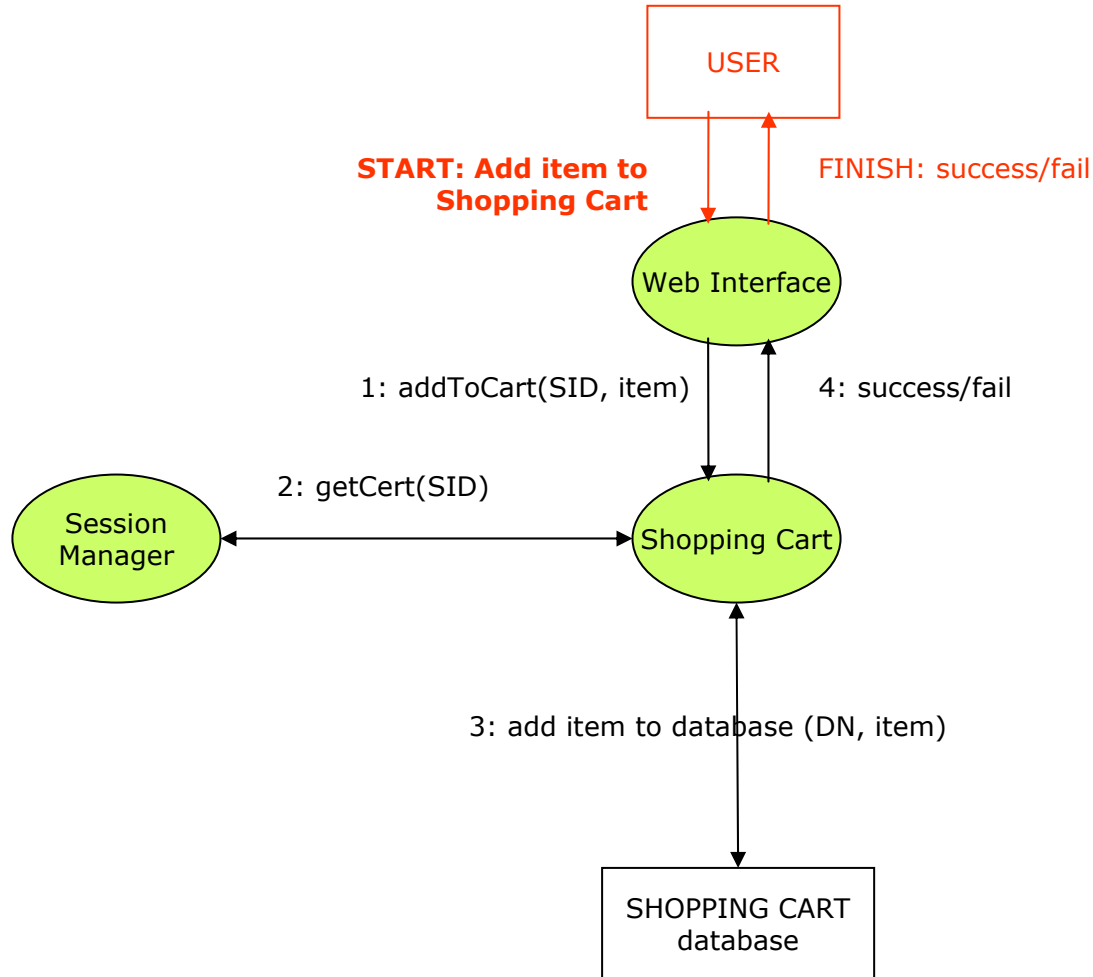 USER
START: Add item to
Shopping Cart
FINISH: success/fail
Web Interface
1: addToCart(SID, item)
4: success/fail
2: getCert(SID)
Session
Manager
Shopping Cart
3: add item to database (DN, item)
SHOPPING CART
database